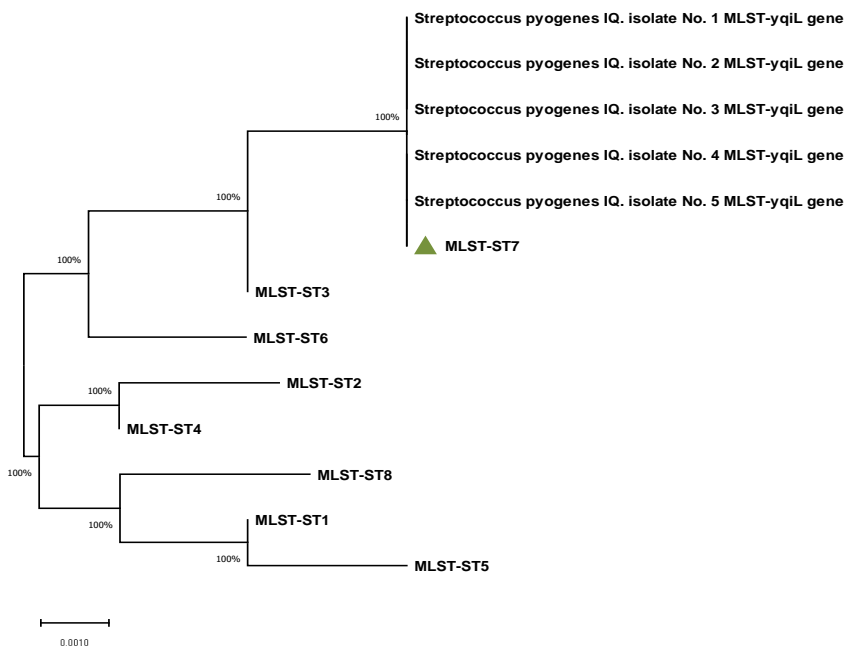 Streptococcus pyogenes IQ. isolate No. 1 MLST-yqiL gene
Streptococcus pyogenes IQ. isolate No. 2 MLST-yqiL gene
Streptococcus pyogenes IQ. isolate No. 3 MLST-yqiL gene
100%
Streptococcus pyogenes IQ. isolate No. 4 MLST-yqiL gene
Streptococcus pyogenes IQ. isolate No. 5 MLST-yqiL gene
100%
MLST-ST7
100%
MLST-ST3
MLST-ST6
MLST-ST2
100%
MLST-ST4
100%
MLST-ST8
MLST-ST1
100%
100%
MLST-ST5
0.0010